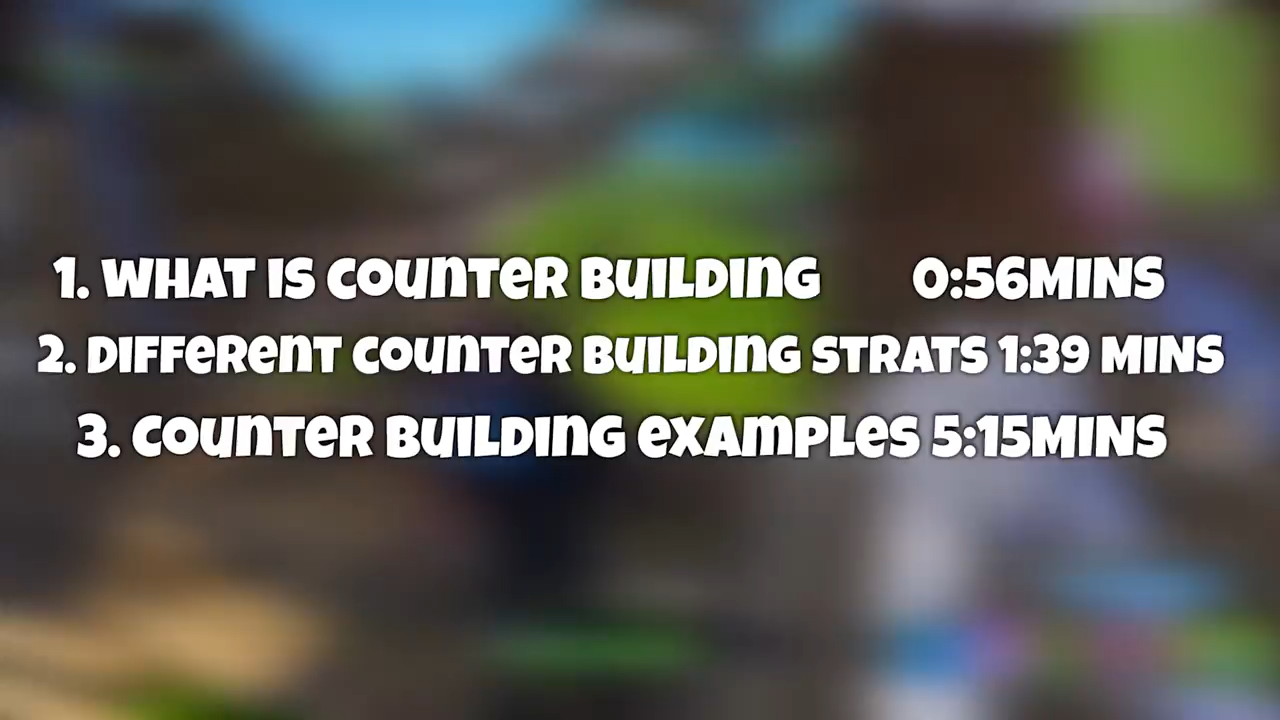 1. WHAT IS COUNTER BUILDING 0:56MINS
2. DIFFERENT COUNTER BUILDING STRATS 1:39 MINS
3. COUNTER BUILDING EXAMPLES 5:15MINS